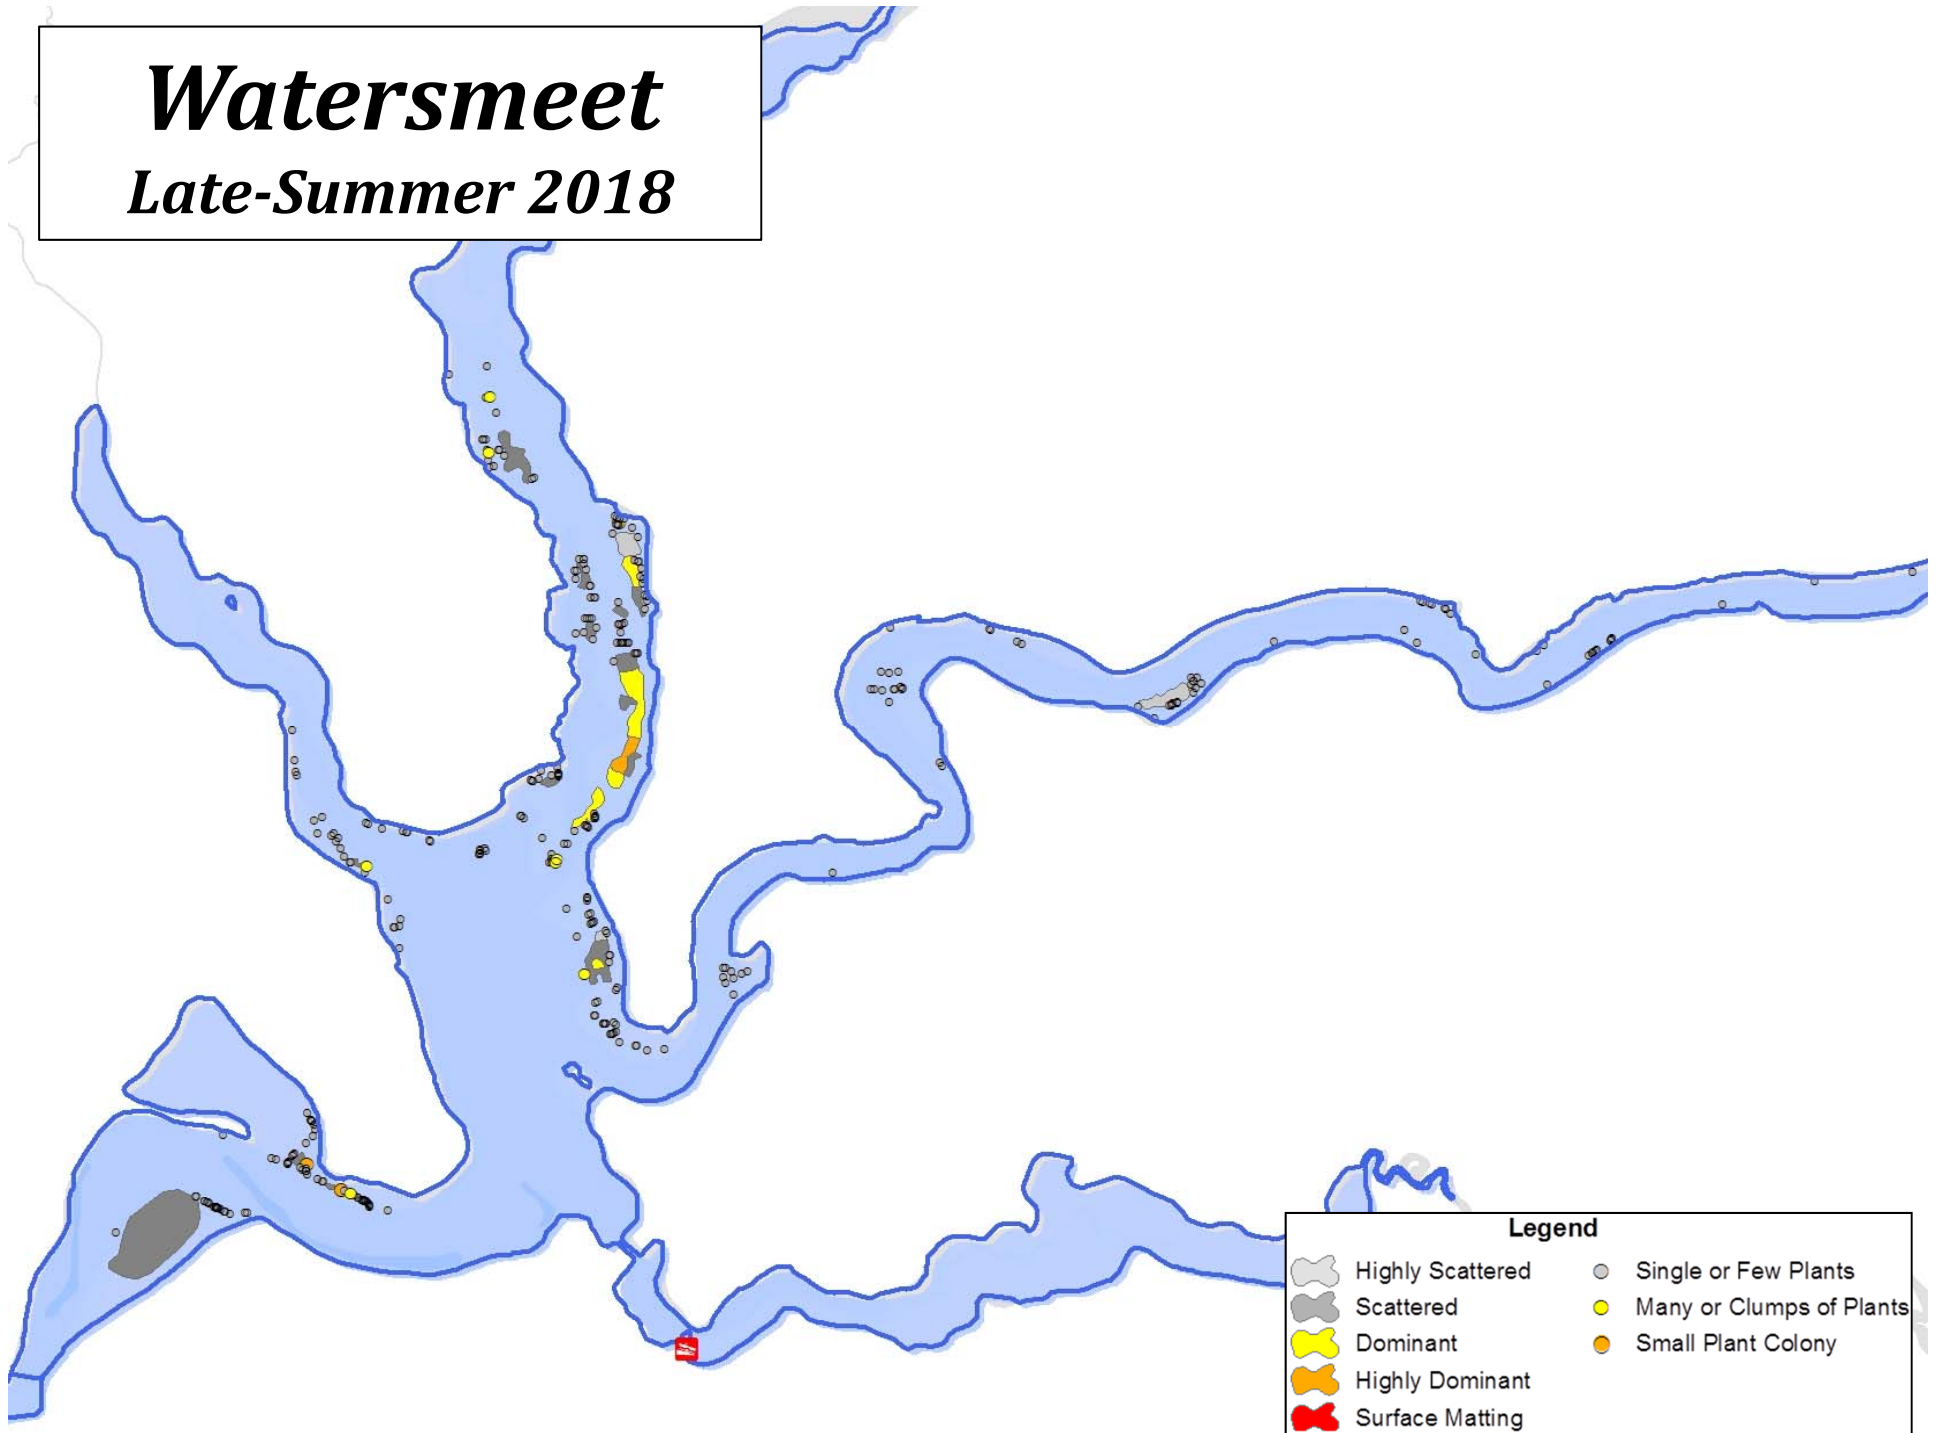 Watersmeet
Late-Summer 2018
Legend
Highly Scattered
Scattered
Dominant
Highly Dominant
Surface Matting
Single or Few Plants
Many or Clumps of Plants
Small Plant Colony